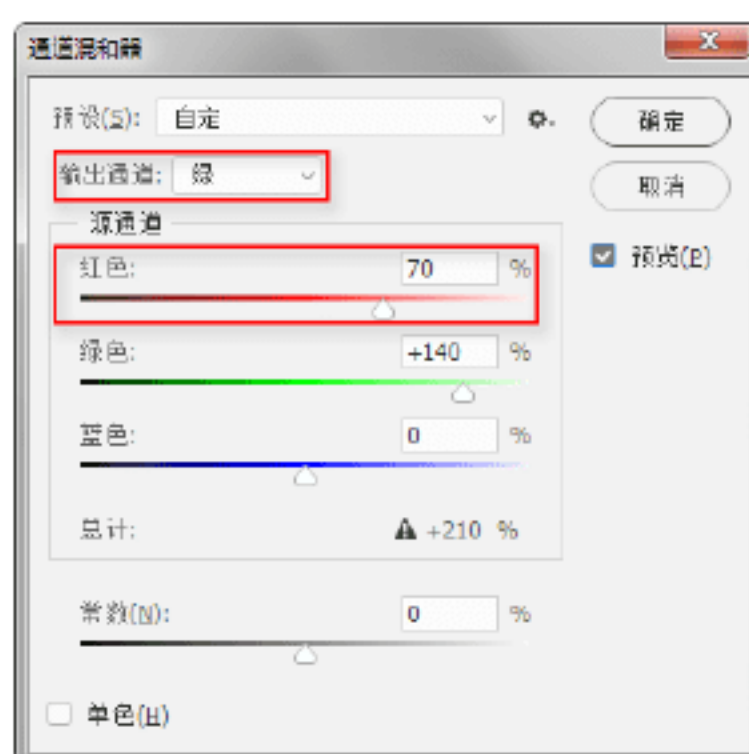 通道混和器
预设(S): 自定
确定
输出通道: 绿
取消
源通道
预览(P)
红色: 70 %
绿色: +140 %
蓝色: 0 %
总计: +210 %
常数(N): 0 %
单色(H)